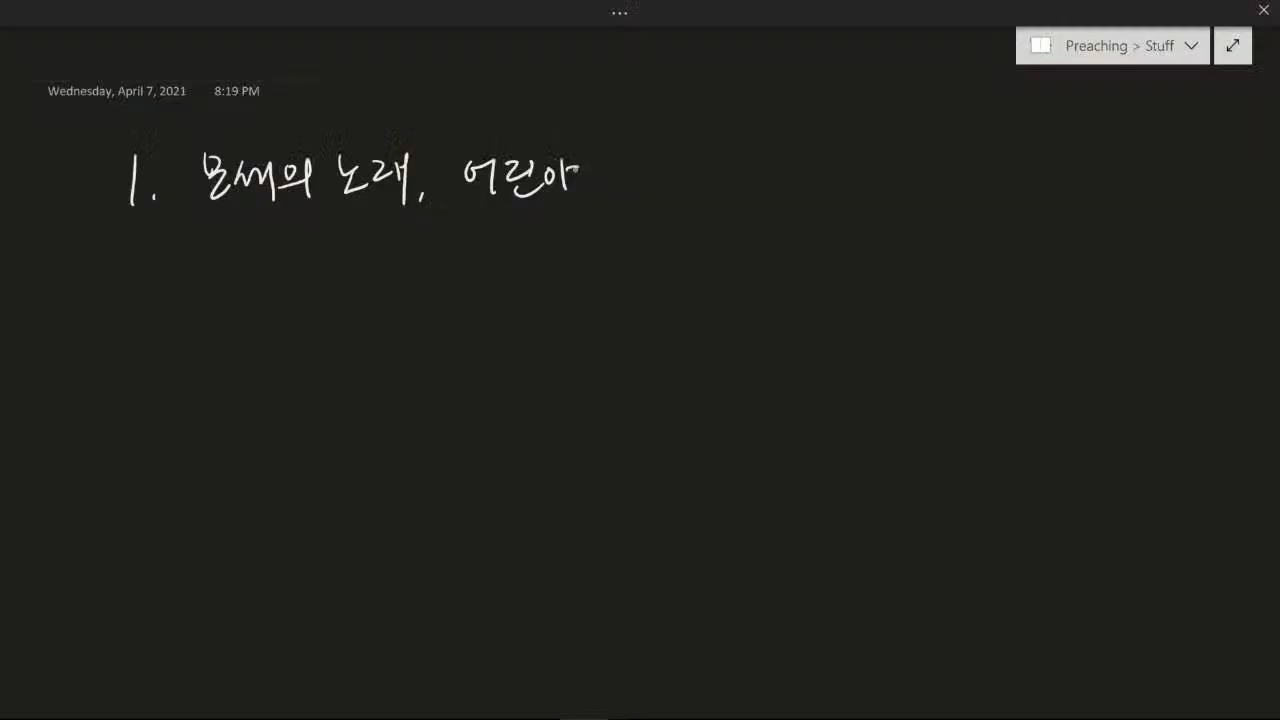 Preaching > Stuff
Wednesday, April 7, 2021 8:19 PM
1. 모세의 노래, 어린아